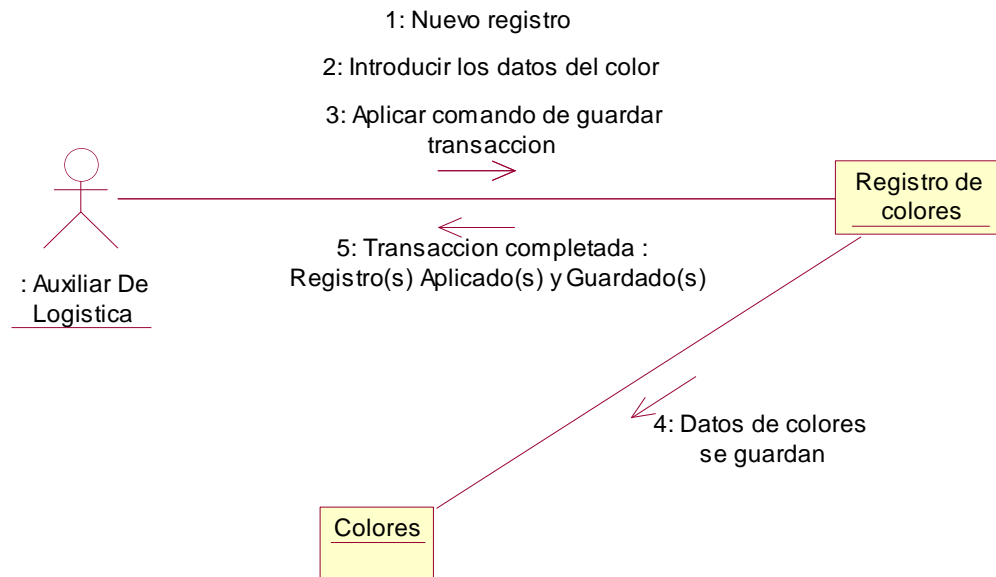 1: Nuevo registro
2: Introducir los datos del color
3: Aplicar comando de guardar
transaccion
Registro de
colores
5: Transaccion completada :
Registro(s) Aplicado(s) y Guardado(s)
: Auxiliar De
Logistica
4: Datos de colores
se guardan
Colores